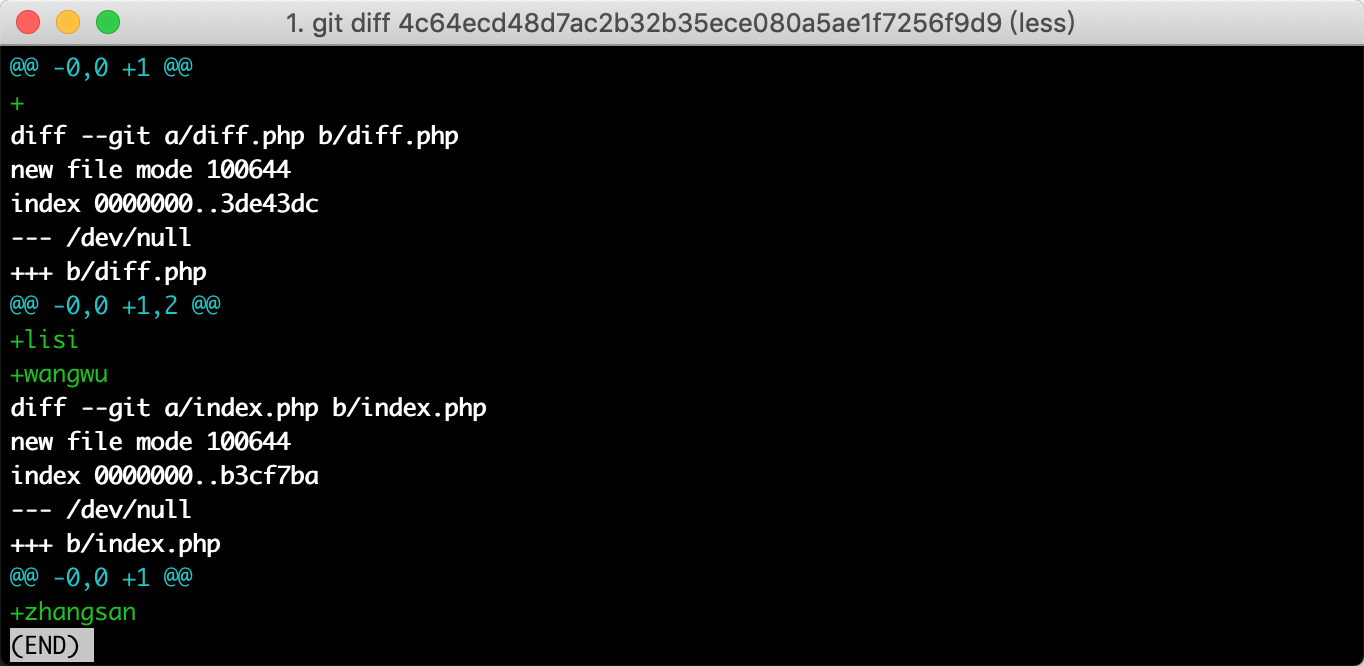 1. git diff 4c64ecd48d7ac2b32b35ece080a5ae1f7256f9d9 (less)
@@ -0,0 +1 @@
+
diff --git a/diff.php b/diff.php
new file mode 100644
index 0000000..3de43dc
--- /dev/null
+++ b/diff.php
@@ -0,0 +1,2 @@
+lisi
+wangwu
diff --git a/index.php b/index.php
new file mode 100644
index 0000000..b3cf7ba
--- /dev/null
+++ b/index.php
@@ -0,0 +1 @@
+zhangsan
(END)